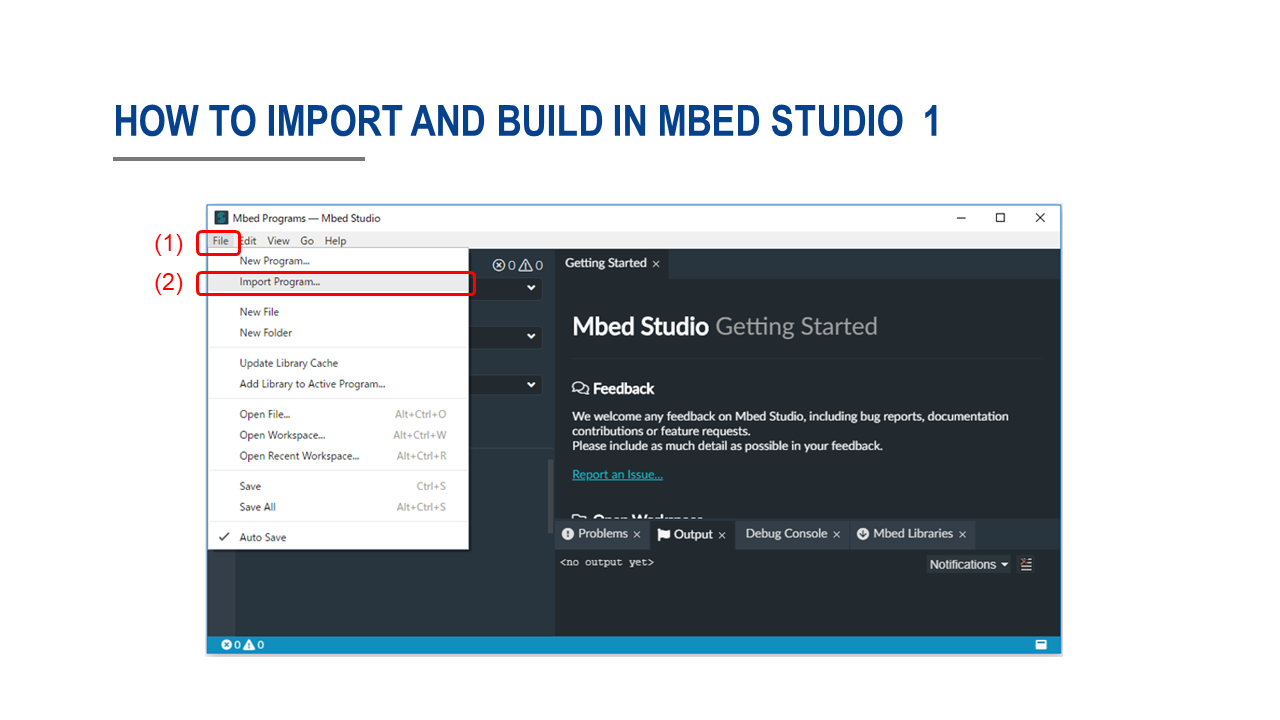 HOW TO IMPORT AND BUILD IN MBED STUDIO 1
Mbed Programs — Mbed Studio
(1)
File Edit View Go Help
New Program...
(2)
Import Program...
New File
New Folder
Update Library Cache
Add Library to Active Program...
Open File... Alt+Ctrl+O
Open Workspace... Alt+Ctrl+W
Open Recent Workspace... Alt+Ctrl+R
Save Ctrl+S
Save All Alt+Ctrl+S
Auto Save
0 0
Getting Started ×
Mbed Studio Getting Started
Feedback
We welcome any feedback on Mbed Studio, including bug reports, documentation
contributions or feature requests.
Please include as much detail as possible in your feedback.
Report an Issue...
Open Workspace
Problems × Output × Debug Console × Mbed Libraries ×
<no output yet>
Notifications
0 0